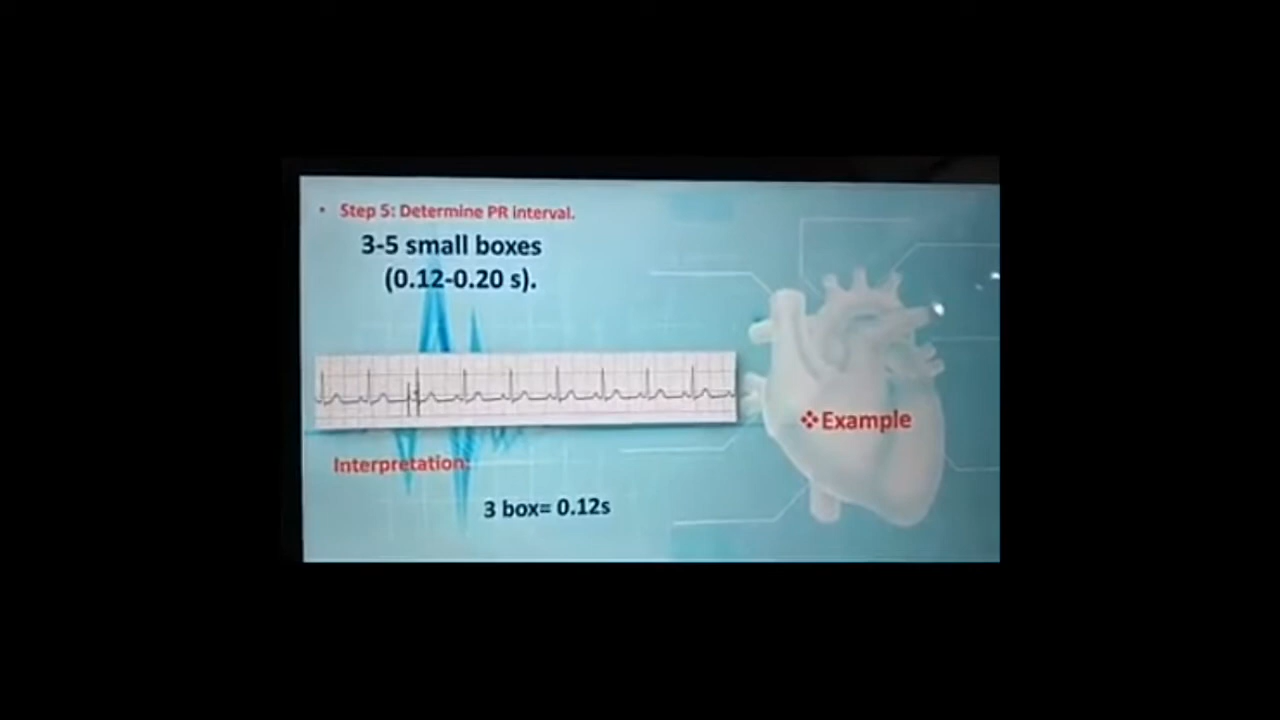 • Step 5: Determine PR interval.
3-5 small boxes
(0.12-0.20 s).
❖Example
Interpretation:
3 box= 0.12s